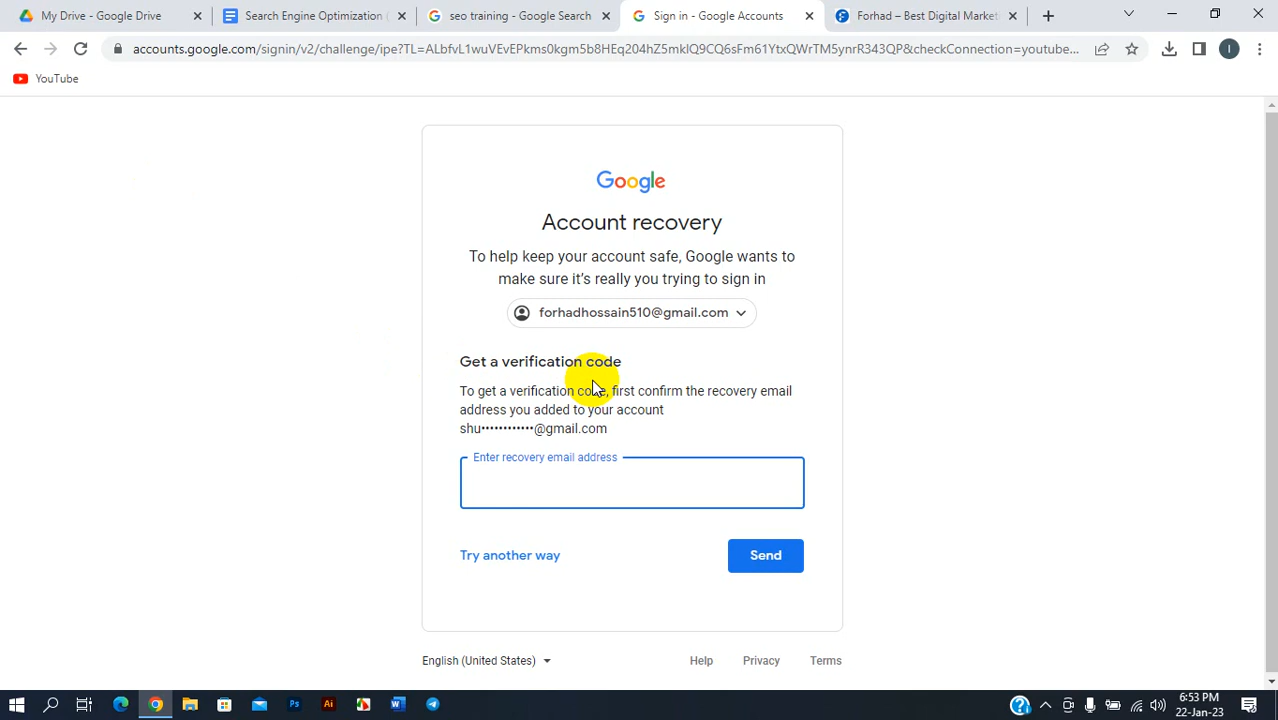 My Drive - Google Drive
Search Engine Optimization (
seo training - Google Search
Sign in - Google Accounts
Forhad – Best Digital Marketi
accounts.google.com/signin/v2/challenge/ipe?TL=ALbfvL1wuVEvEPkms0kgm5b8HEq204hZ5mklQ9CQ6sFm61YtxQWrTM5ynrR343QP&checkConnection=youtube...
I
YouTube
Google
Account recovery
To help keep your account safe, Google wants to
make sure it's really you trying to sign in
forhadhossain510@gmail.com
Get a verification code
To get a verification code, first confirm the recovery email
address you added to your account
shu••••••••••••@gmail.com
Enter recovery email address
Try another way
Send
English (United States)
Help
Privacy
Terms
Ps
Ai
W
6:53 PM
22-Jan-23